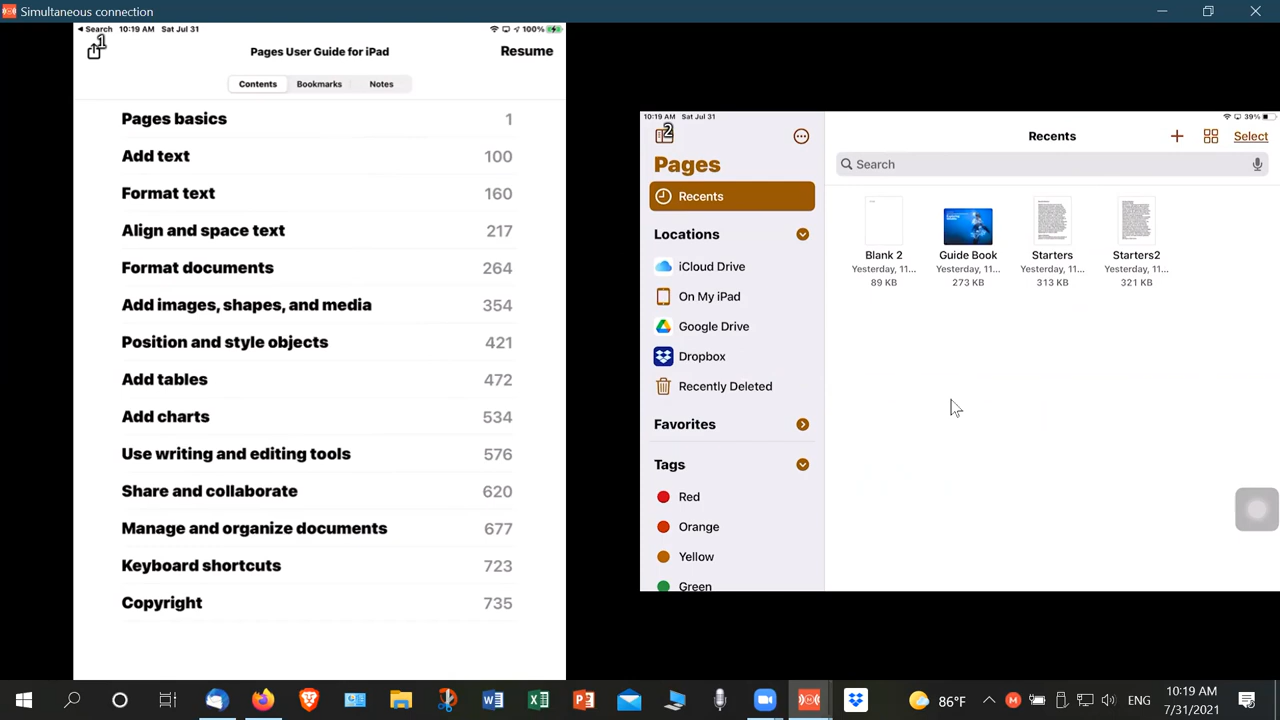 Simultaneous connection
Search 10:19 AM Sat Jul 31
100%
1
Pages User Guide for iPad
Resume
Contents Bookmarks Notes
Pages basics 1
Add text 100
Format text 160
Align and space text 217
Format documents 264
Add images, shapes, and media 354
Position and style objects 421
Add tables 472
Add charts 534
Use writing and editing tools 576
Share and collaborate 620
Manage and organize documents 677
Keyboard shortcuts 723
Copyright 735
10:19 AM Sat Jul 31
39%
2
Pages
Recents
Locations
iCloud Drive
On My iPad
Google Drive
Dropbox
Recently Deleted
Favorites
Tags
Red
Orange
Yellow
Green
Recents
Select
Search
Blank 2
Yesterday, 11...
89 KB
Guide Book
Yesterday, 11...
273 KB
Starters
Yesterday, 11...
313 KB
Starters2
Yesterday, 11...
321 KB
86°F
ENG
10:19 AM
7/31/2021